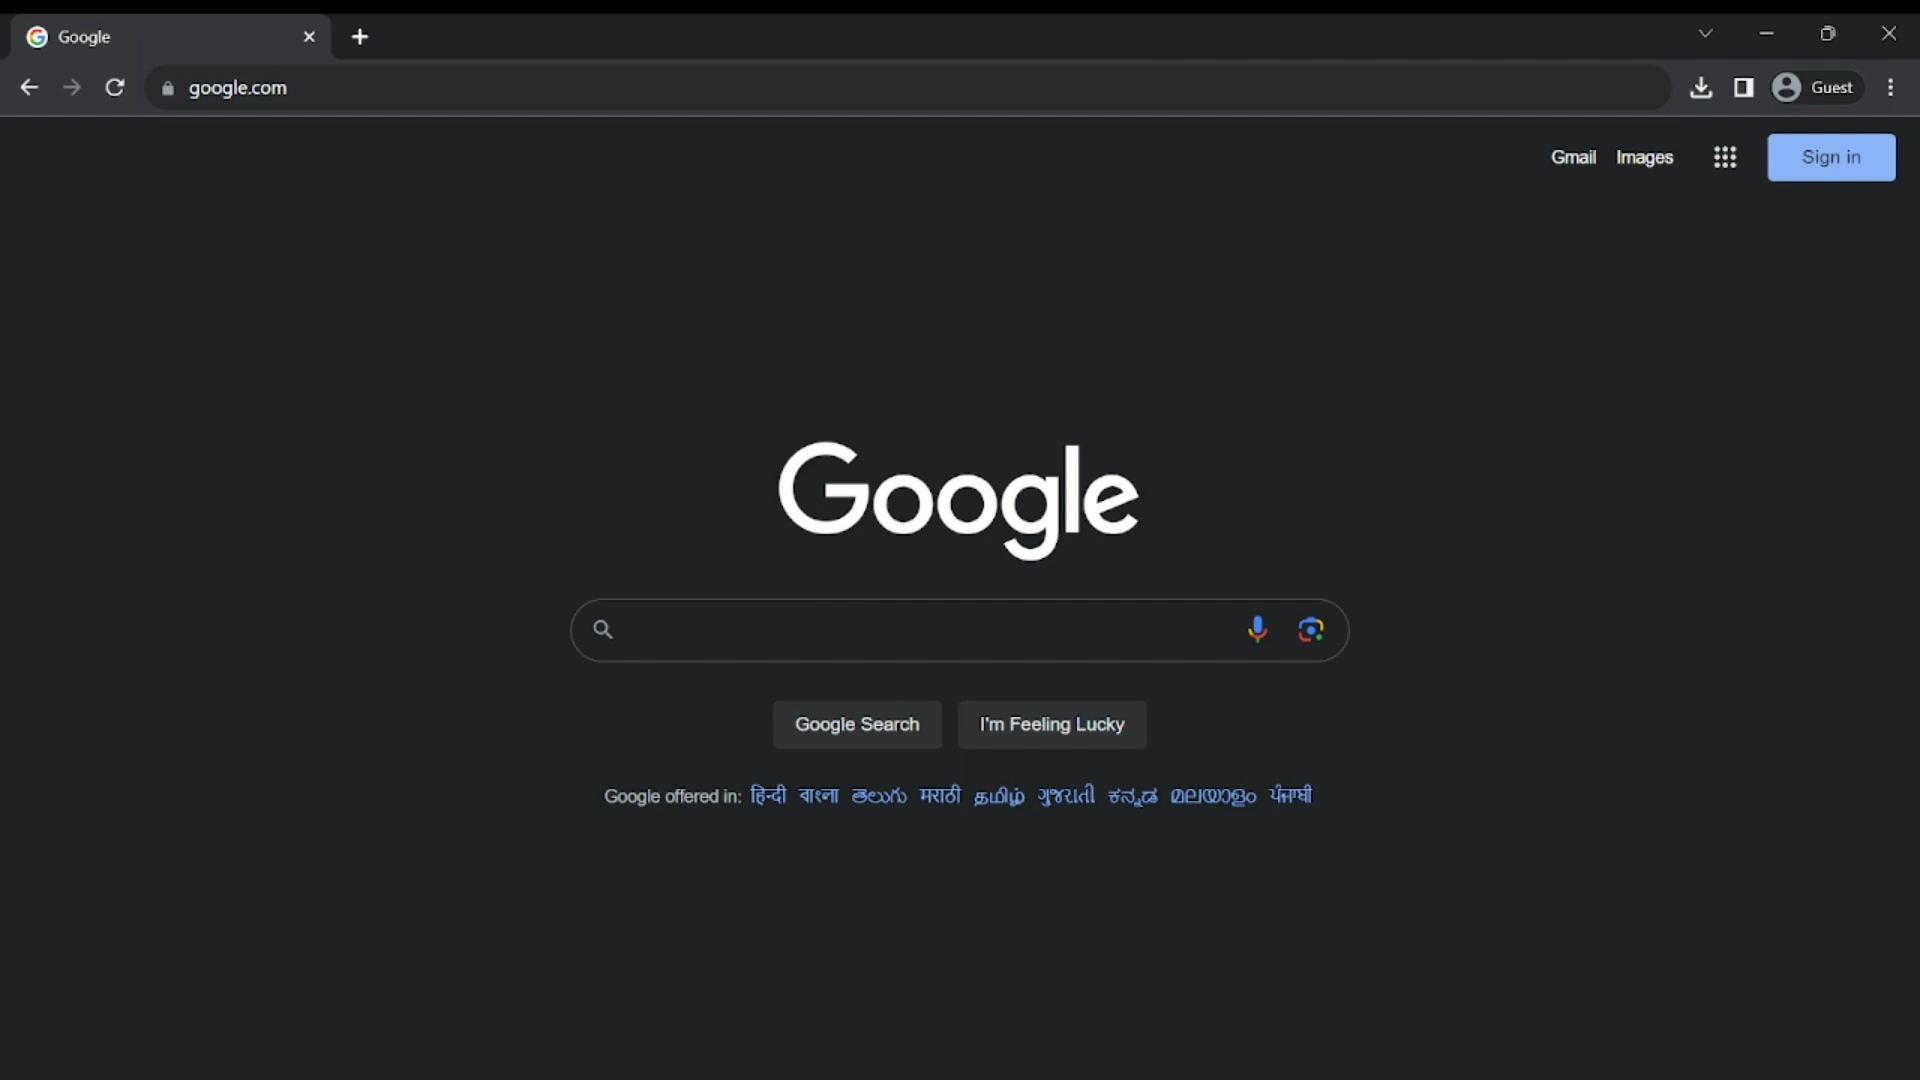 Google
google.com
Guest
Gmail Images
Sign in
Google
Google Search I'm Feeling Lucky
Google offered in: हिन्दी বাংলা తెలుగు मराठी தமிழ் ગુજરાતી ಕನ್ನಡ മലയാളം ਪੰਜਾਬੀ